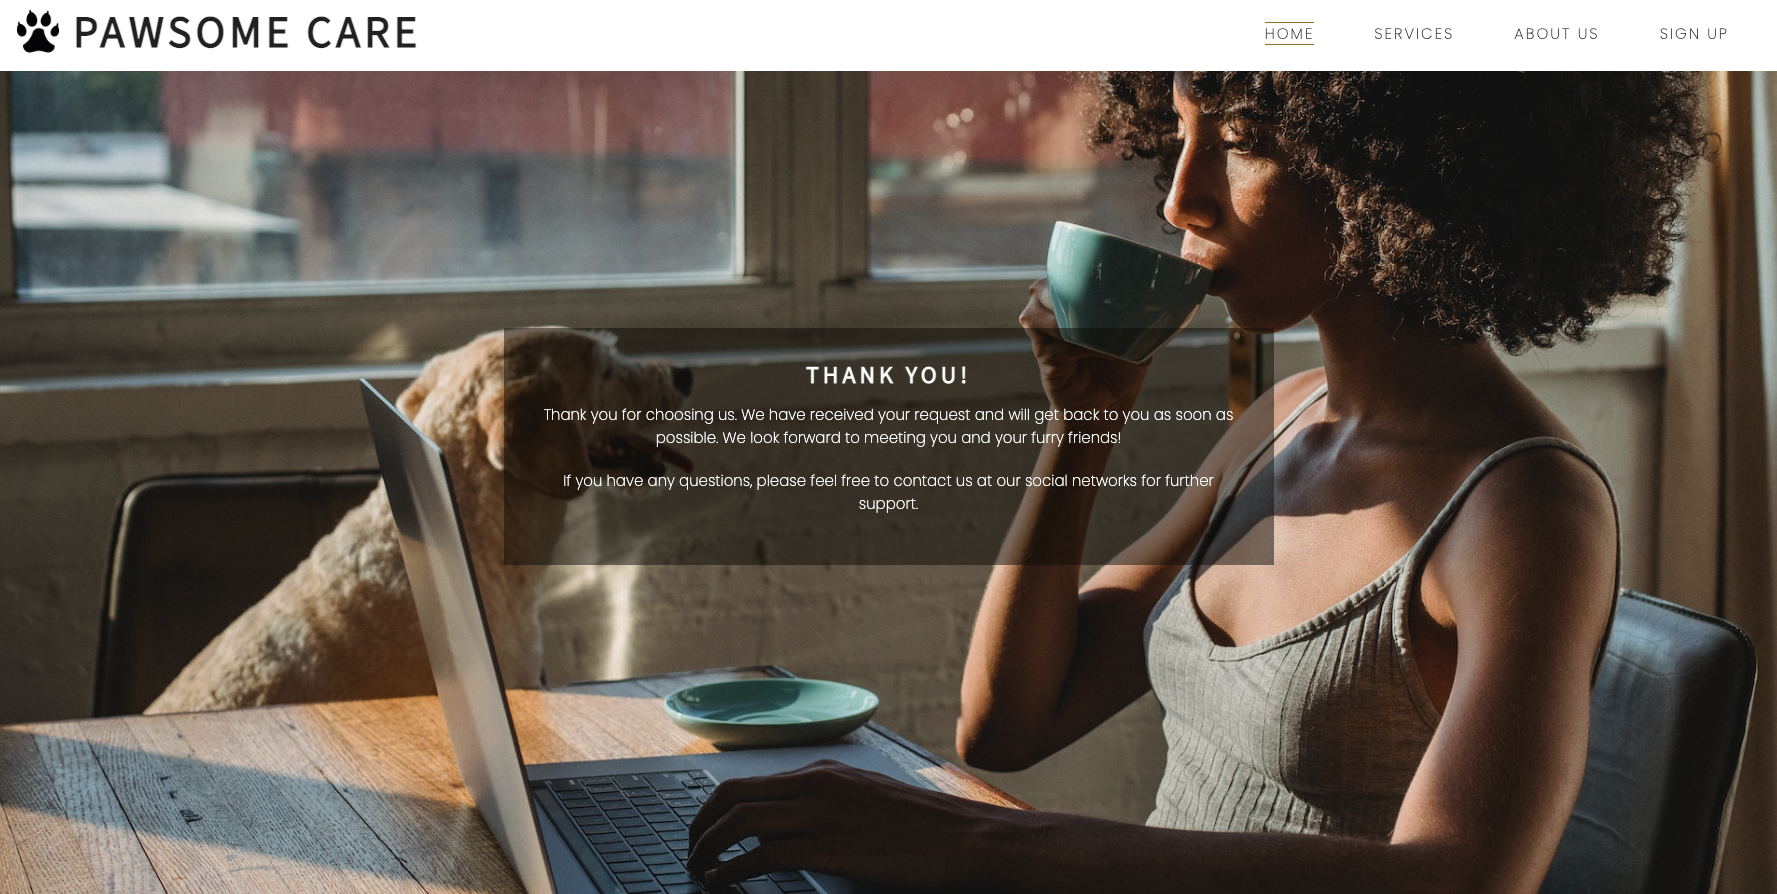 PAWSOME CARE
HOME SERVICES ABOUT US SIGN UP
THANK YOU!
Thank you for choosing us. We have received your request and will get back to you as soon as
possible. We look forward to meeting you and your furry friends!
If you have any questions, please feel free to contact us at our social networks for further
support.